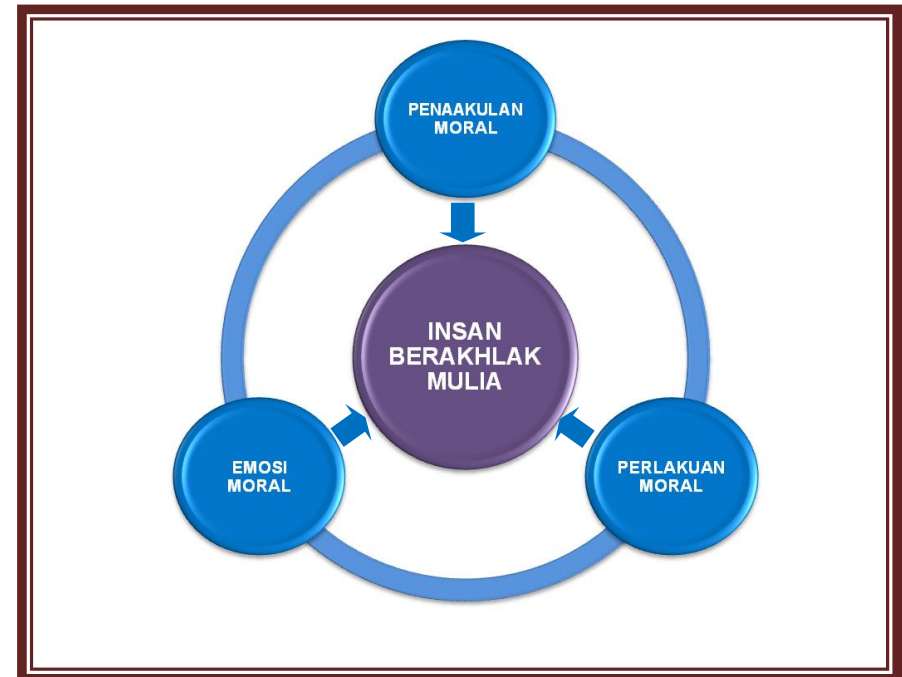 PENAAKULAN
MORAL
INSAN
BERAKHLAK
MULIA
EMOSI
MORAL
PERLAKUAN
MORAL